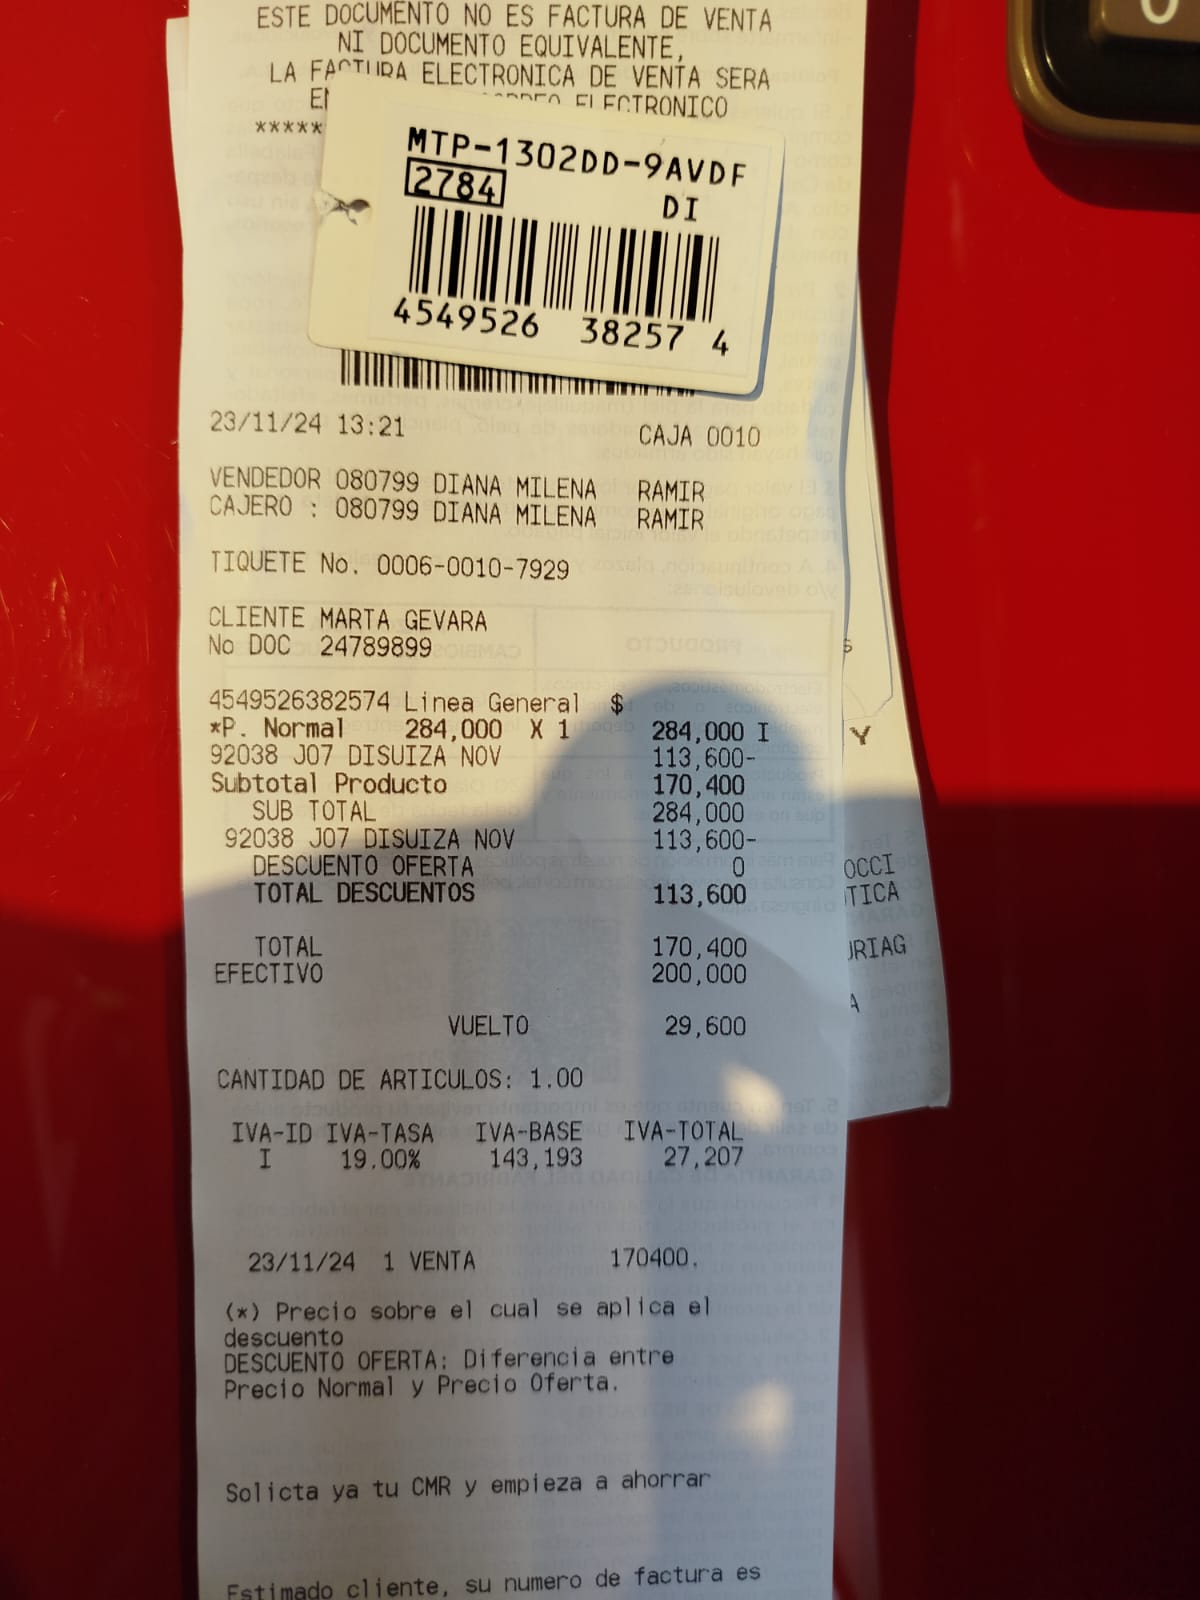 ESTE DOCUMENTO NO ES FACTURA DE VENTA
NI DOCUMENTO EQUIVALENTE,
LA FACTURA ELECTRONICA DE VENTA SERA
ELECTRONICO
*****
MTP-1302DD-9AVDF
2784
DI
4549526 38257 4
23/11/24 13:21 CAJA 0010
VENDEDOR 080799 DIANA MILENA RAMIR
CAJERO : 080799 DIANA MILENA RAMIR
TIQUETE No. 0006-0010-7929
CLIENTE MARTA GEVARA
No DOC 24789899
4549526382574 Linea General $
*P. Normal 284,000 X 1 284,000 I
92038 J07 DISUIZA NOV 113,600-
Subtotal Producto 170,400
SUB TOTAL 284,000
92038 J07 DISUIZA NOV 113,600-
DESCUENTO OFERTA 0
TOTAL DESCUENTOS 113,600
TOTAL 170,400
EFECTIVO 200,000
VUELTO 29,600
CANTIDAD DE ARTICULOS: 1.00
IVA-ID IVA-TASA IVA-BASE IVA-TOTAL
I 19.00% 143,193 27,207
23/11/24 1 VENTA 170400.
(*) Precio sobre el cual se aplica el
descuento
DESCUENTO OFERTA: Diferencia entre
Precio Normal y Precio Oferta.
Solicta ya tu CMR y empieza a ahorrar
Estimado cliente, su numero de factura es